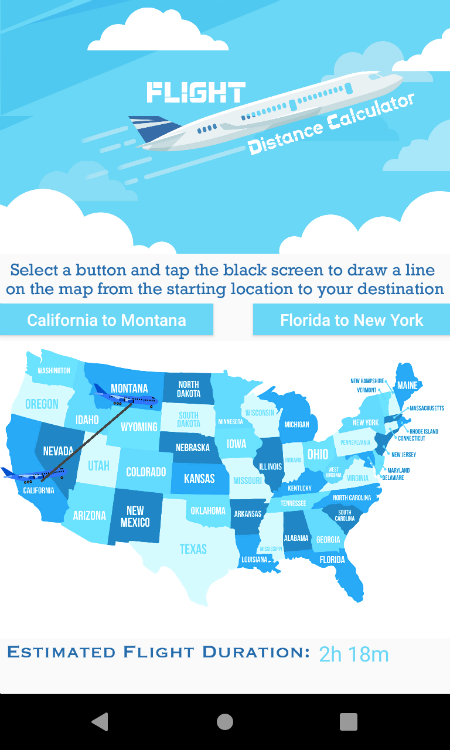 FLIGHT
Distance Calculator
Select a button and tap the black screen to draw a line
on the map from the starting location to your destination
California to Montana
Florida to New York
WASHINGTON
MONTANA
NORTH
DAKOTA
OREGON
IDAHO
WYOMING
SOUTH
DAKOTA
MINNESOTA
WISCONSIN
MICHIGAN
NEW HAMPSHIRE
VERMONT
MAINE
MASSACHUSETTS
NEW YORK
RHODE ISLAND
CONNECTICUT
NEVADA
UTAH
COLORADO
NEBRASKA
IOWA
ILLINOIS
INDIANA
OHIO
PENNSYLVANIA
NEW JERSEY
MARYLAND
DELAWARE
CALIFORNIA
ARIZONA
NEW
MEXICO
KANSAS
MISSOURI
KENTUCKY
WEST
VIRGINIA
VIRGINIA
OKLAHOMA
ARKANSAS
TENNESSEE
NORTH CAROLINA
SOUTH
CAROLINA
TEXAS
LOUISIANA
MISSISSIPPI
ALABAMA
GEORGIA
FLORIDA
Estimated Flight Duration: 2h 18m